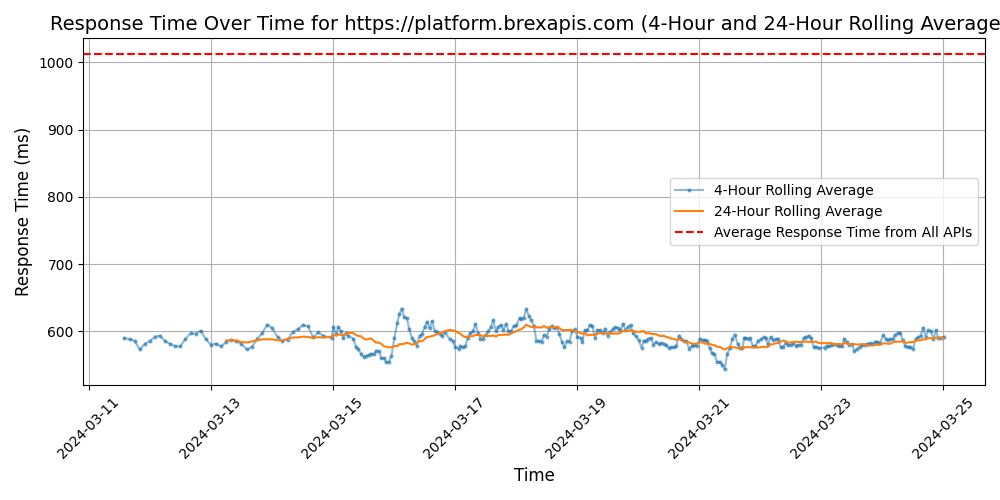 Response Time Over Time for https://platform.brexapis.com (4-Hour and 24-Hour Rolling Average
1000
900
800
700
600
Response Time (ms)
4-Hour Rolling Average
24-Hour Rolling Average
Average Response Time from All APIs
2024-03-11
2024-03-13
2024-03-15
2024-03-17
2024-03-19
2024-03-21
2024-03-23
2024-03-25
Time